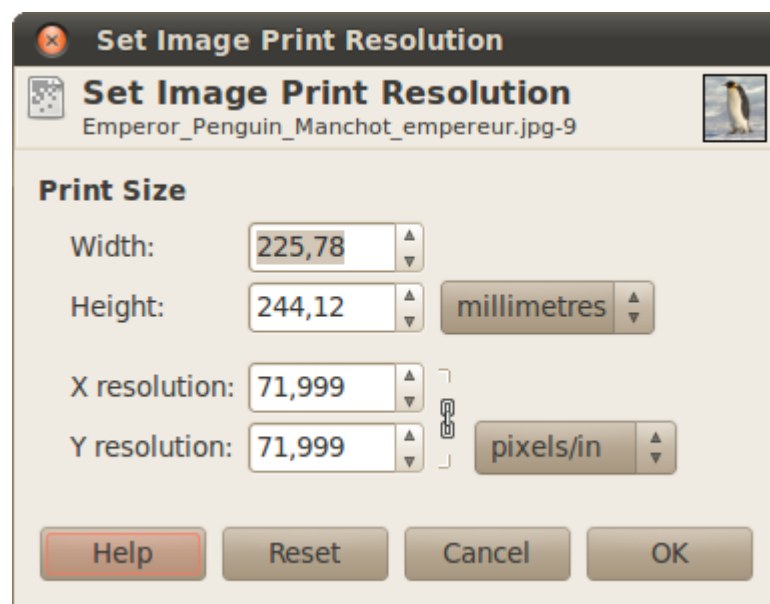 Set Image Print Resolution
Set Image Print Resolution
Emperor_Penguin_Manchot_empereur.jpg-9
Print Size
Width: 225,78
Height: 244,12 millimetres
X resolution: 71,999
Y resolution: 71,999 pixels/in
Help Reset Cancel OK